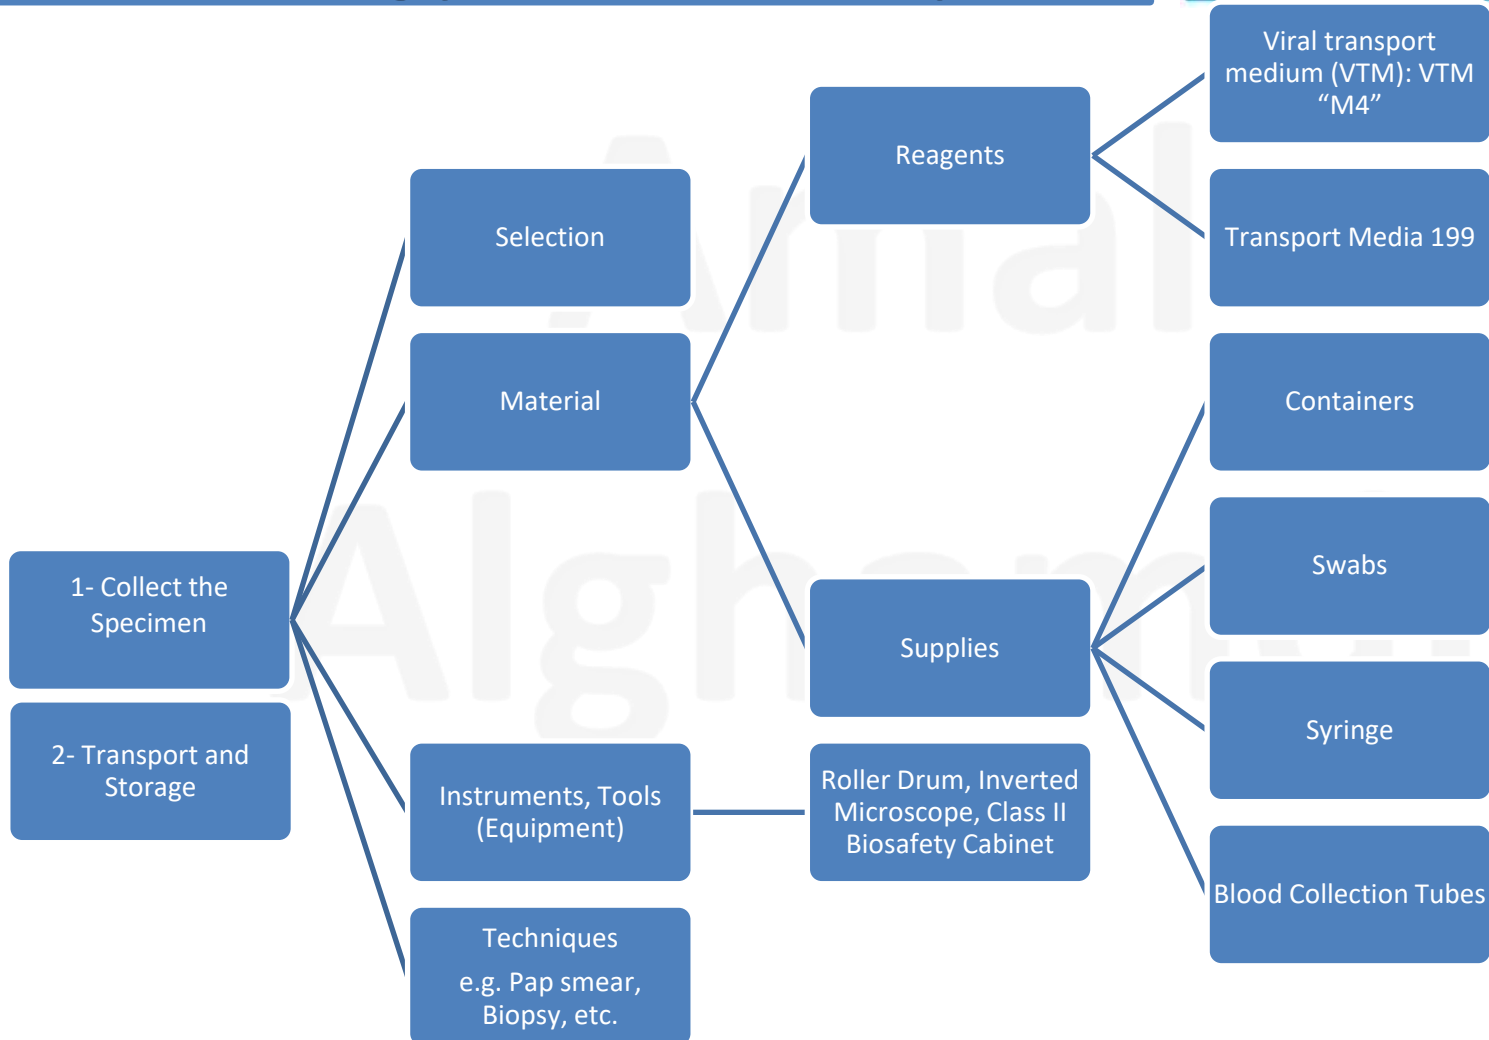 1- Collect the
Specimen
2- Transport and
Storage
Selection
Material
Instruments, Tools
(Equipment)
Techniques
e.g. Pap smear,
Biopsy, etc.
Reagents
Supplies
Roller Drum, Inverted
Microscope, Class II
Biosafety Cabinet
Viral transport
medium (VTM): VTM
“M4”
Transport Media 199
Containers
Swabs
Syringe
Blood Collection Tubes
Amal